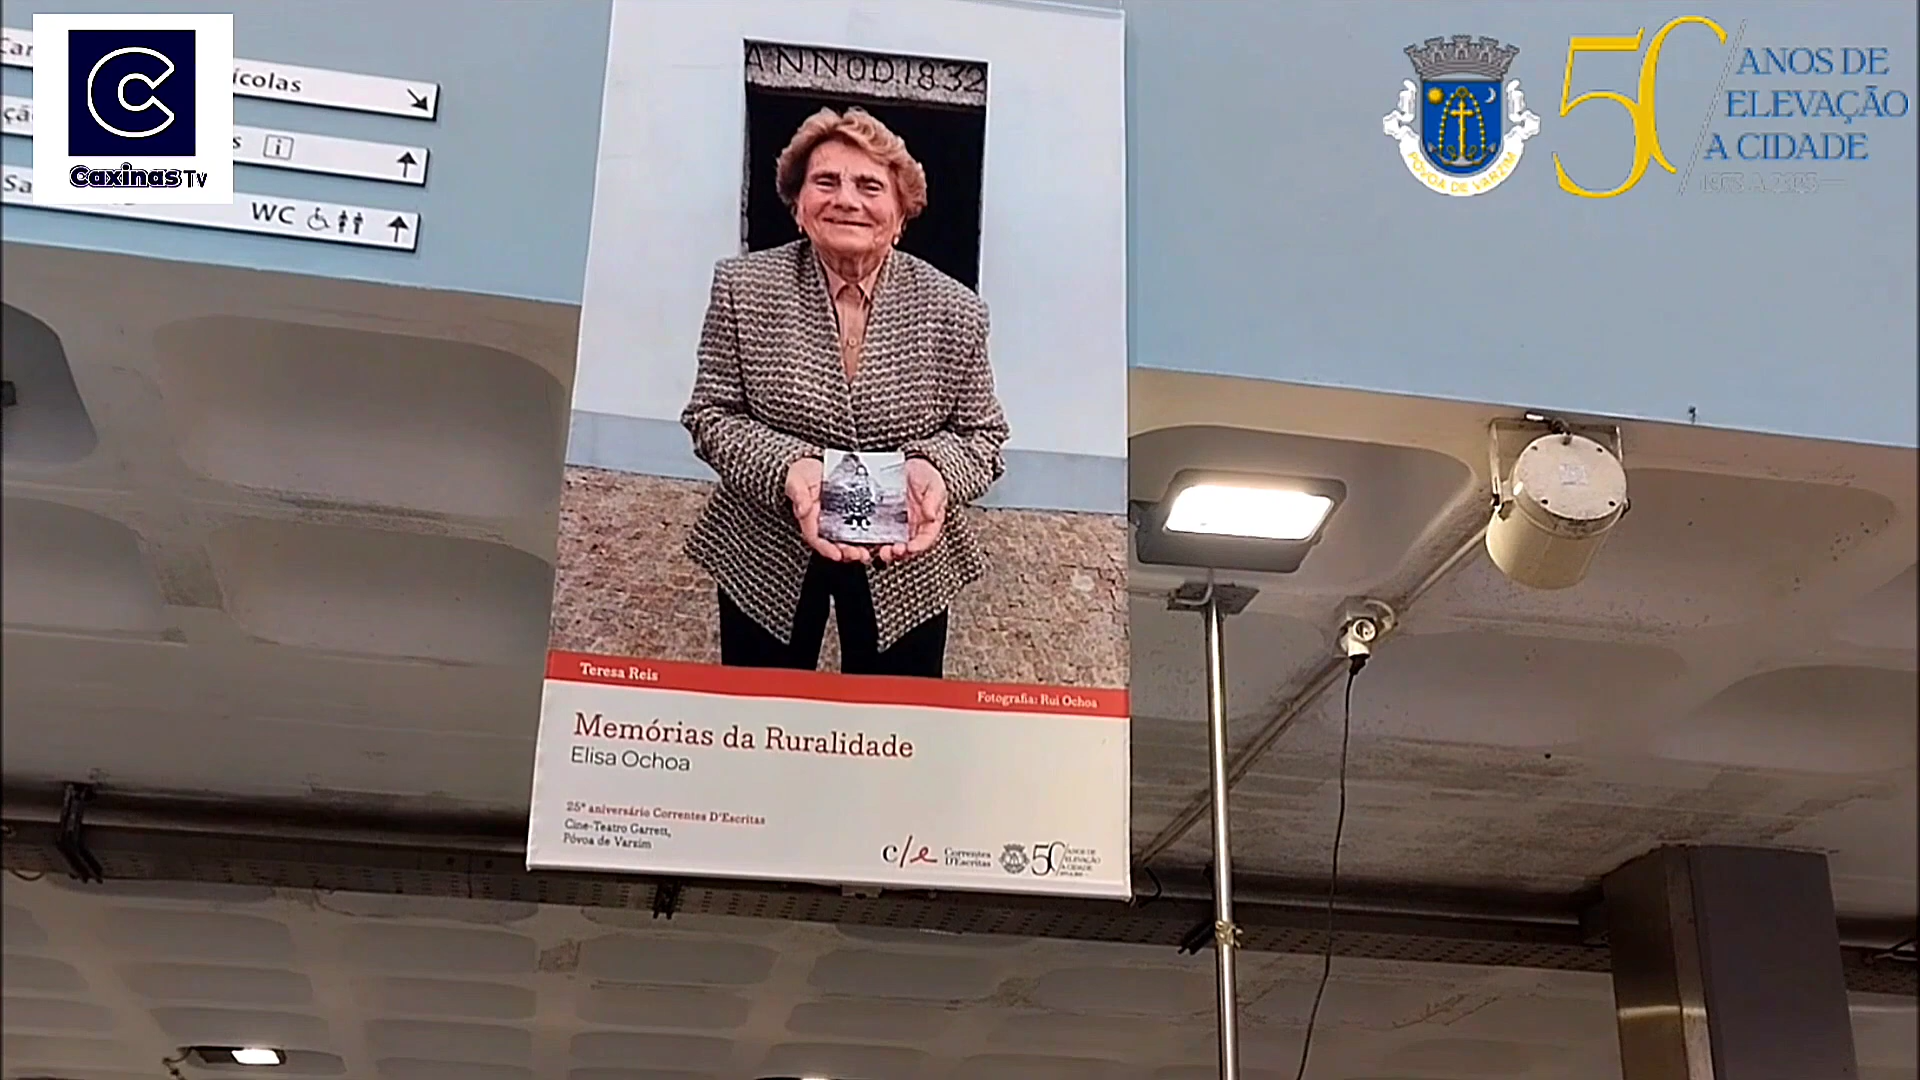 ícolas
WC
Caxinas TV
ANNOD.1832
PÓVOA DE VARZIM
50 ANOS DE
ELEVAÇÃO
A CIDADE
Teresa Reis
Fotografia: Rui Ochoa
Memórias da Ruralidade
Elisa Ochoa
25º aniversário Correntes D'Escritas
Cine-Teatro Garrett,
Póvoa de Varzim
c/e Correntes
D'Escritas
50 ANOS DE
ELEVAÇÃO
A CIDADE